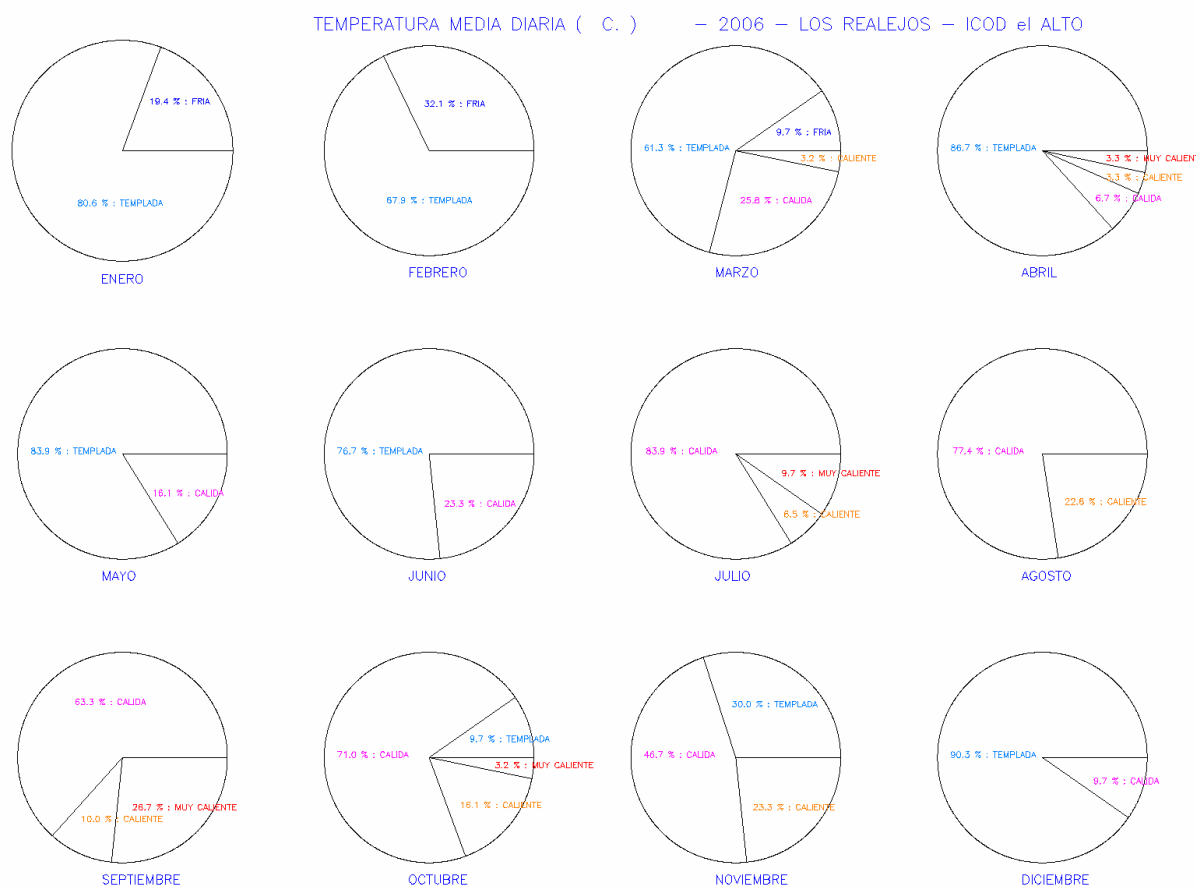 TEMPERATURA MEDIA DIARIA ( C. ) - 2006 - LOS REALEJOS - ICOD el ALTO
19.4 % : FRIA
80.6 % : TEMPLADA
ENERO
32.1 % : FRIA
67.9 % : TEMPLADA
FEBRERO
9.7 % : FRIA
61.3 % : TEMPLADA
3.2 % : CALIENTE
25.8 % : CALIDA
MARZO
86.7 % : TEMPLADA
3.3 % : MUY CALIENTE
3.3 % : CALIENTE
6.7 % : CALIDA
ABRIL
83.9 % : TEMPLADA
16.1 % : CALIDA
MAYO
76.7 % : TEMPLADA
23.3 % : CALIDA
JUNIO
83.9 % : CALIDA
9.7 % : MUY CALIENTE
6.5 % : CALIENTE
JULIO
77.4 % : CALIDA
22.6 % : CALIENTE
AGOSTO
63.3 % : CALIDA
26.7 % : MUY CALIENTE
10.0 % : CALIENTE
SEPTIEMBRE
9.7 % : TEMPLADA
71.0 % : CALIDA
3.2 % : MUY CALIENTE
16.1 % : CALIENTE
OCTUBRE
30.0 % : TEMPLADA
46.7 % : CALIDA
23.3 % : CALIENTE
NOVIEMBRE
90.3 % : TEMPLADA
9.7 % : CALIDA
DICIEMBRE